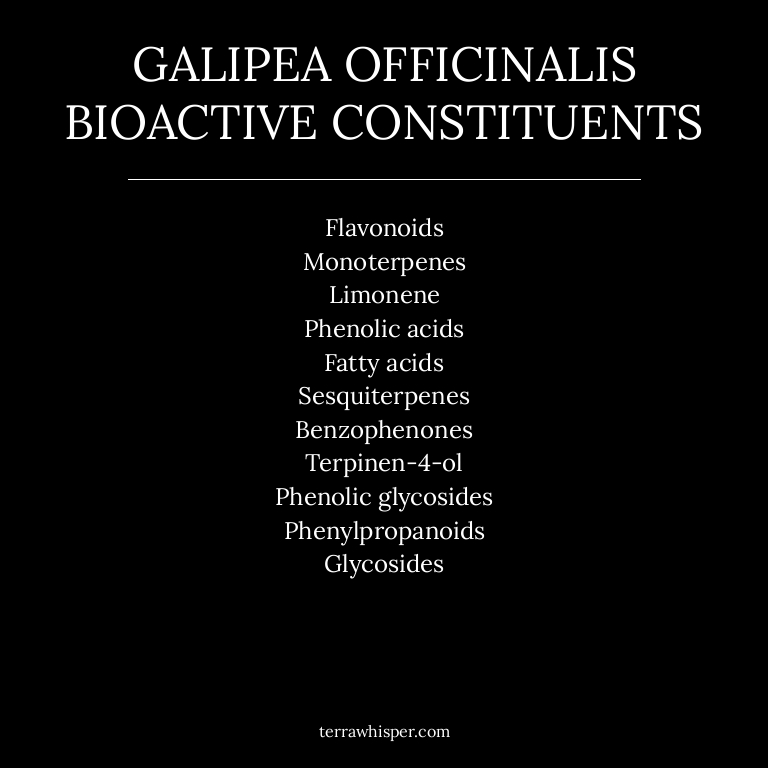 GALIPEA OFFICINALIS
BIOACTIVE CONSTITUENTS
Flavonoids
Monoterpenes
Limonene
Phenolic acids
Fatty acids
Sesquiterpenes
Benzophenones
Terpinen-4-ol
Phenolic glycosides
Phenylpropanoids
Glycosides
terrawhisper.com